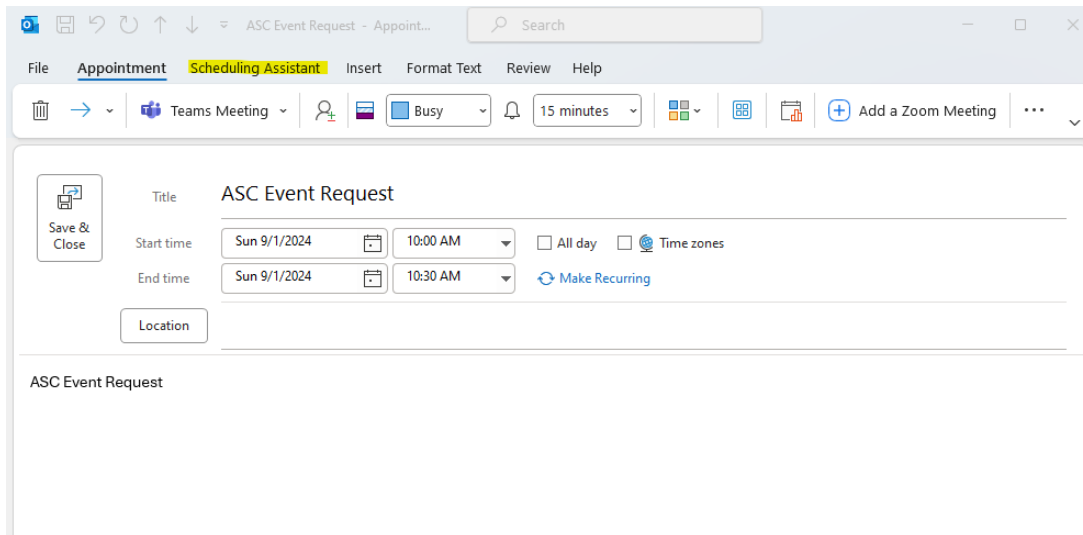 ASC Event Request - Appoint...
Search
File Appointment Scheduling Assistant Insert Format Text Review Help
Teams Meeting Busy 15 minutes Add a Zoom Meeting
Save & Close
Title ASC Event Request
Start time Sun 9/1/2024 10:00 AM All day Time zones
End time Sun 9/1/2024 10:30 AM Make Recurring
Location
ASC Event Request